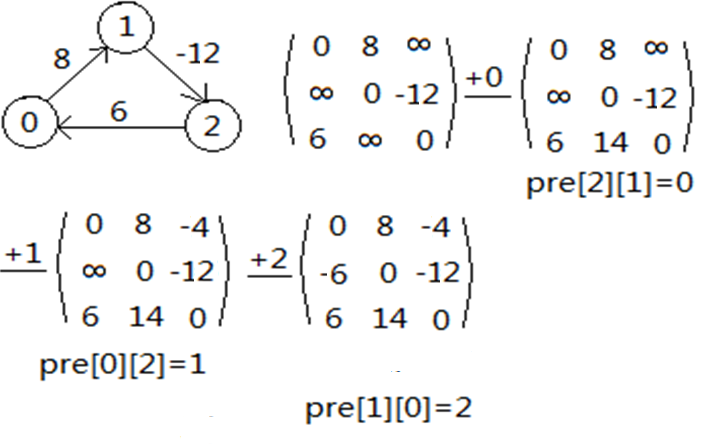 1
8 -12
0 6 2
0 8 ∞
∞ 0 -12
6 ∞ 0
+0
0 8 ∞
∞ 0 -12
6 14 0
pre[2][1]=0
+1
0 8 -4
∞ 0 -12
6 14 0
pre[0][2]=1
+2
0 8 -4
-6 0 -12
6 14 0
pre[1][0]=2